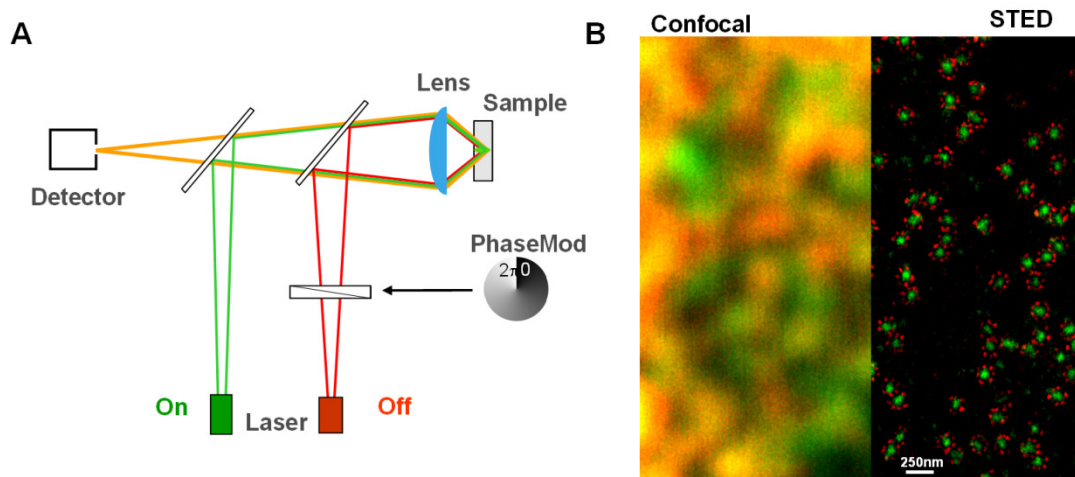 A
Lens
Sample
Detector
PhaseMod
2π 0
On
Laser
Off
B
Confocal
STED
250nm